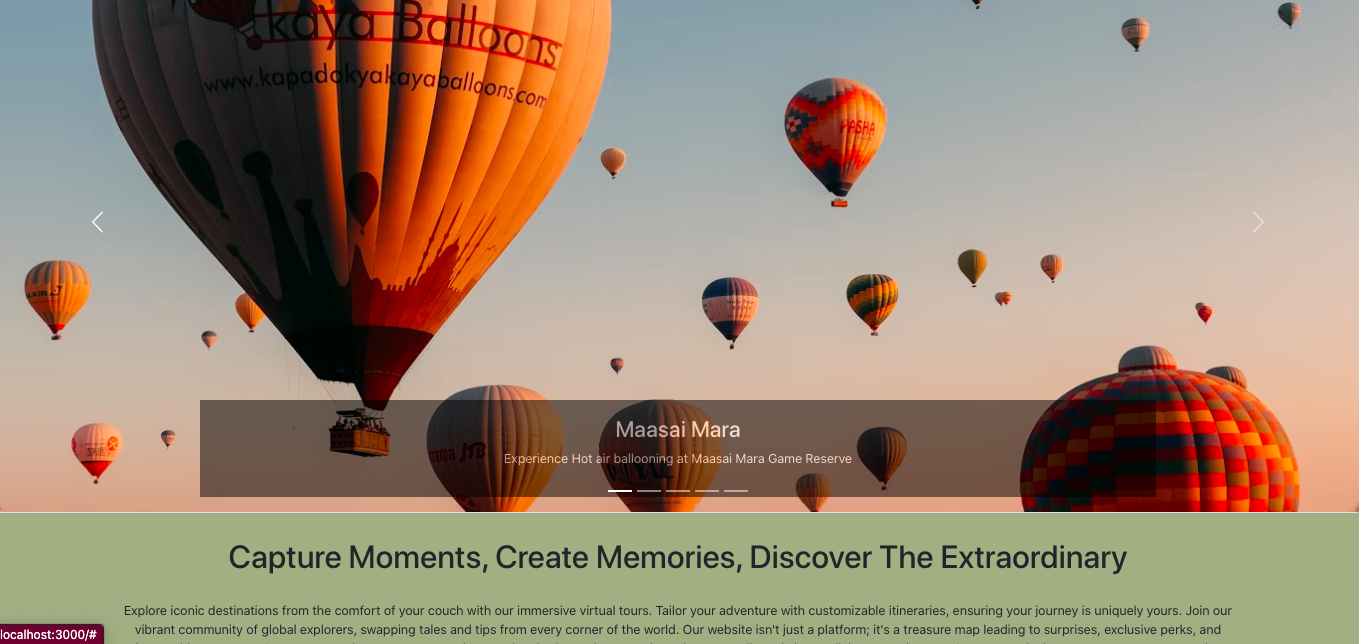 kaya Balloons
www.kapadokyakayaballoons.com
PASHA
JTB
Maasai Mara
Experience Hot air ballooning at Maasai Mara Game Reserve
Capture Moments, Create Memories, Discover The Extraordinary
Explore iconic destinations from the comfort of your couch with our immersive virtual tours. Tailor your adventure with customizable itineraries, ensuring your journey is uniquely yours. Join our
vibrant community of global explorers, swapping tales and tips from every corner of the world. Our website isn't just a platform; it's a treasure map leading to surprises, exclusive perks, and
localhost:3000/#